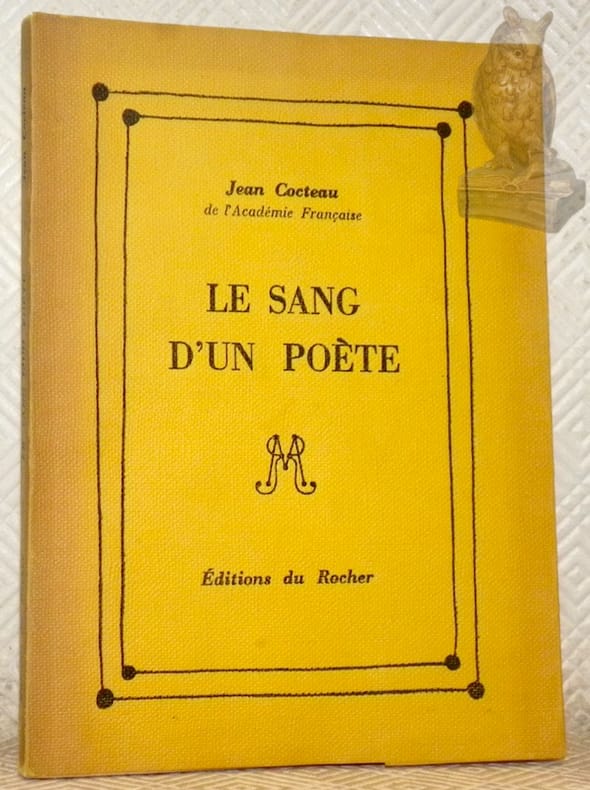 Jean Cocteau
de l'Académie Française
LE SANG
D'UN POÈTE
Éditions du Rocher